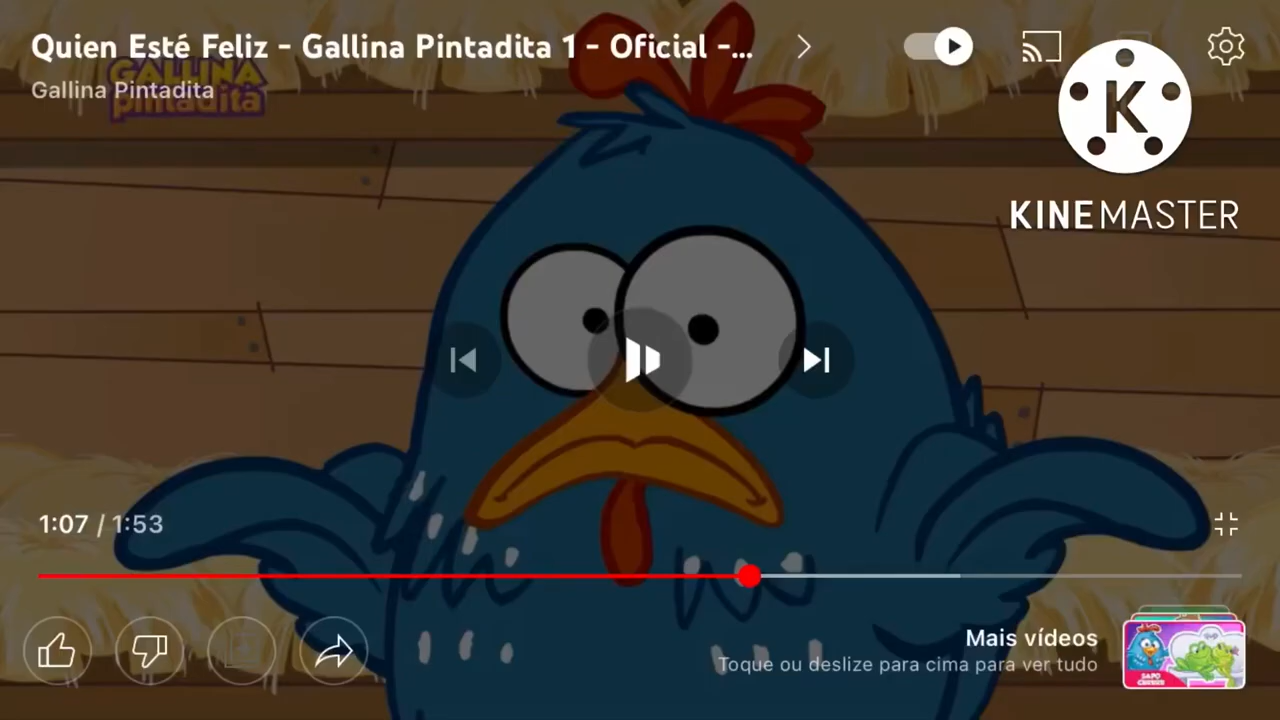 Quien Esté Feliz - Gallina Pintadita 1 - Oficial -...
Gallina Pintadita
GALLINA
pintadita
K
KINEMASTER
1:07 / 1:53
Mais vídeos
Toque ou deslize para cima para ver tudo
SAPO